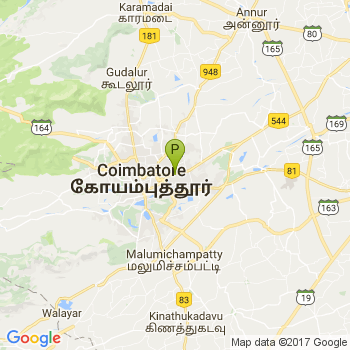 Karamadai
காரமடை
Annur
அன்னூர்
181
80
165
948
Gudalur
கூடலூர்
164
544
165
P
Coimbatore
கோயம்புத்தூர்
81
163
165
Malumichampatty
மலுமிச்சம்பட்டி
Walayar
83
19
Kinathukadavu
கிணத்துகடவு
Google
Map data ©2017 Google